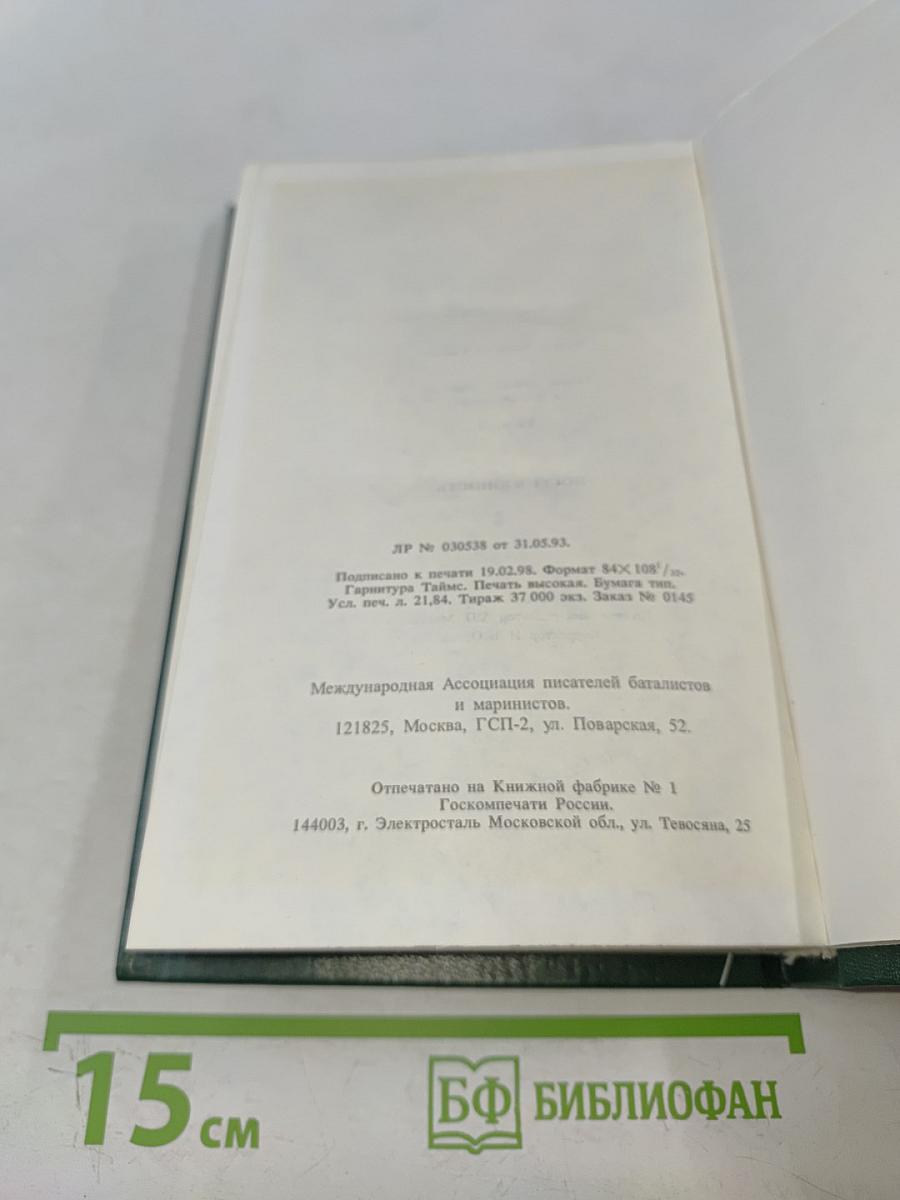 ЛР № 030538 от 31.05.93.
Подписано к печати 19.02.98. Формат 84×108¹/₃₂.
Гарнитура Таймс. Печать высокая. Бумага тип.
Усл. печ. л. 21,84. Тираж 37 000 экз. Заказ № 0145
Международная Ассоциация писателей баталистов
и маринистов.
121825, Москва, ГСП-2, ул. Поварская, 52.
Отпечатано на Книжной фабрике № 1
Госкомпечати России.
144003, г. Электросталь Московской обл., ул. Тевосяна, 25
15 см
БФ БИБЛИОФАН